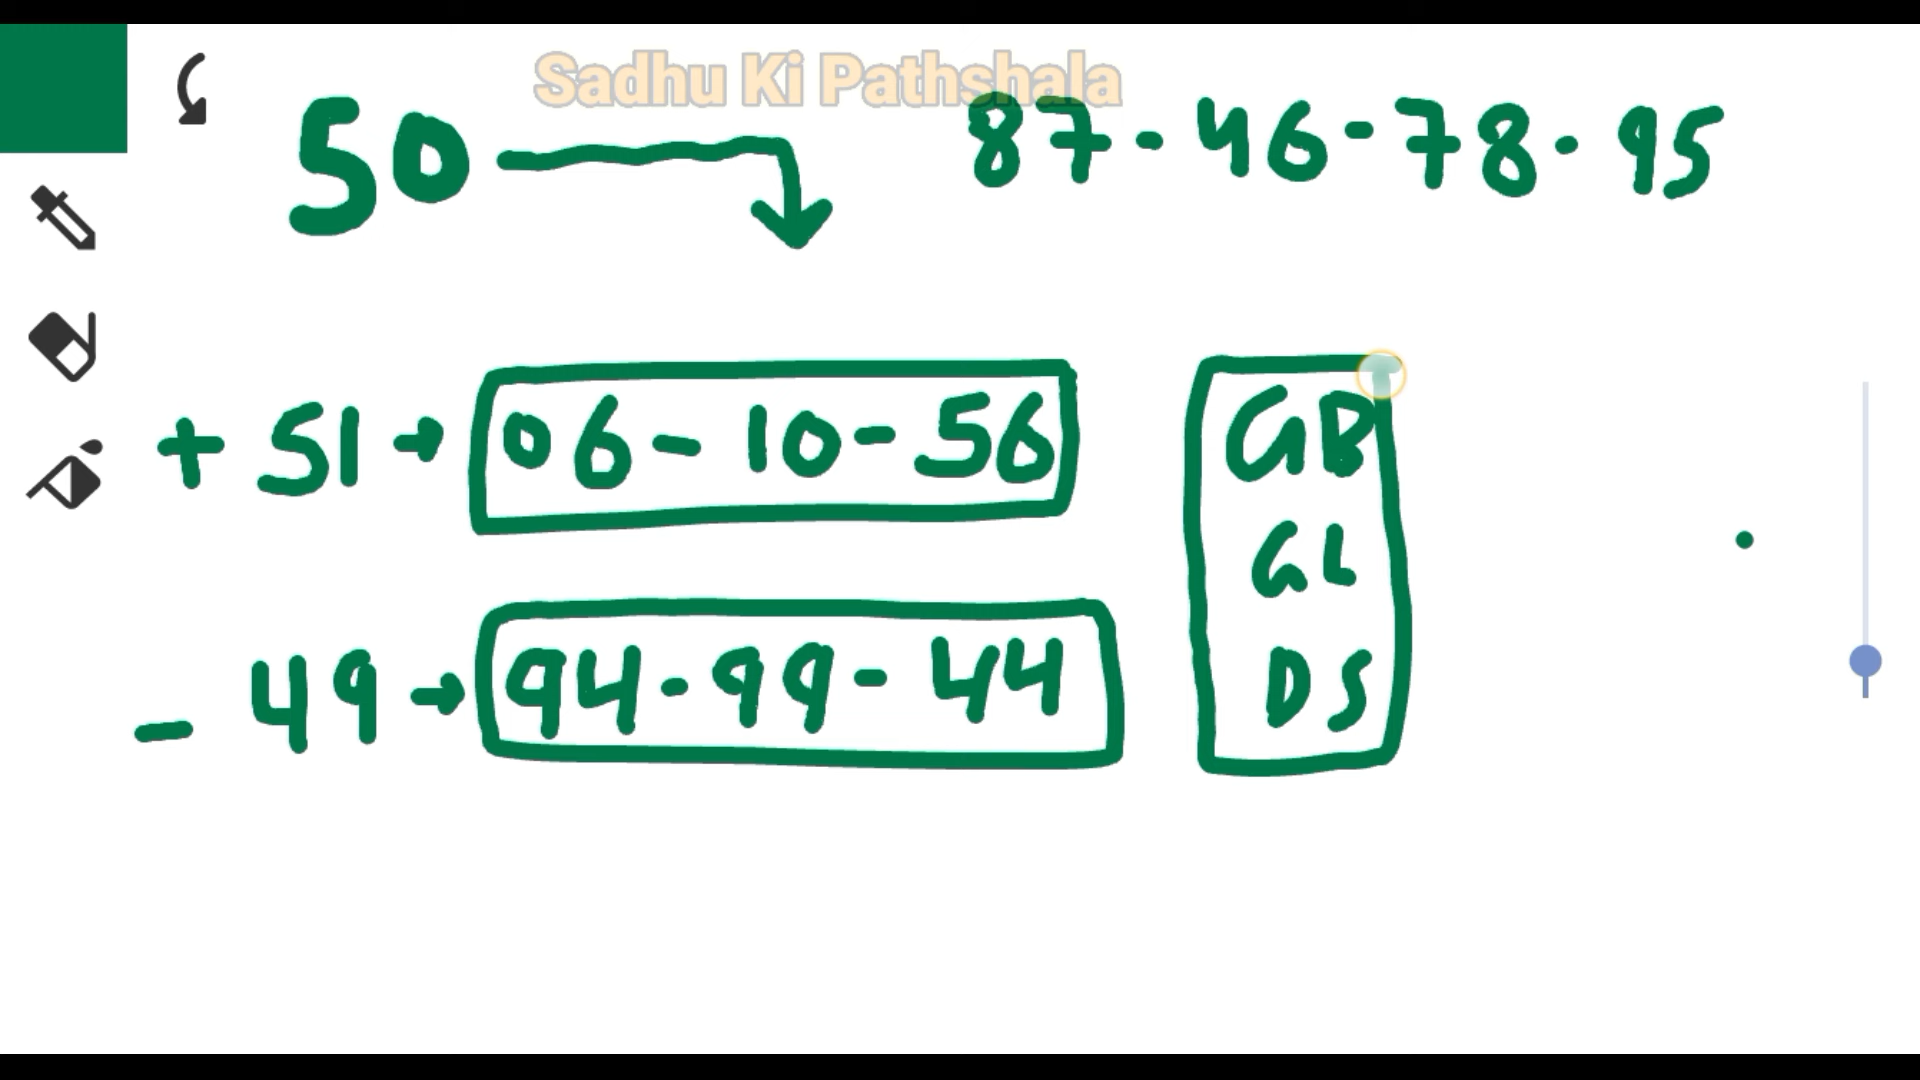 Sadhu Ki Pathshala
50 87-46-78-95
+ 51 → 06-10-56
- 49 → 94-99-44
GB
GL
DS